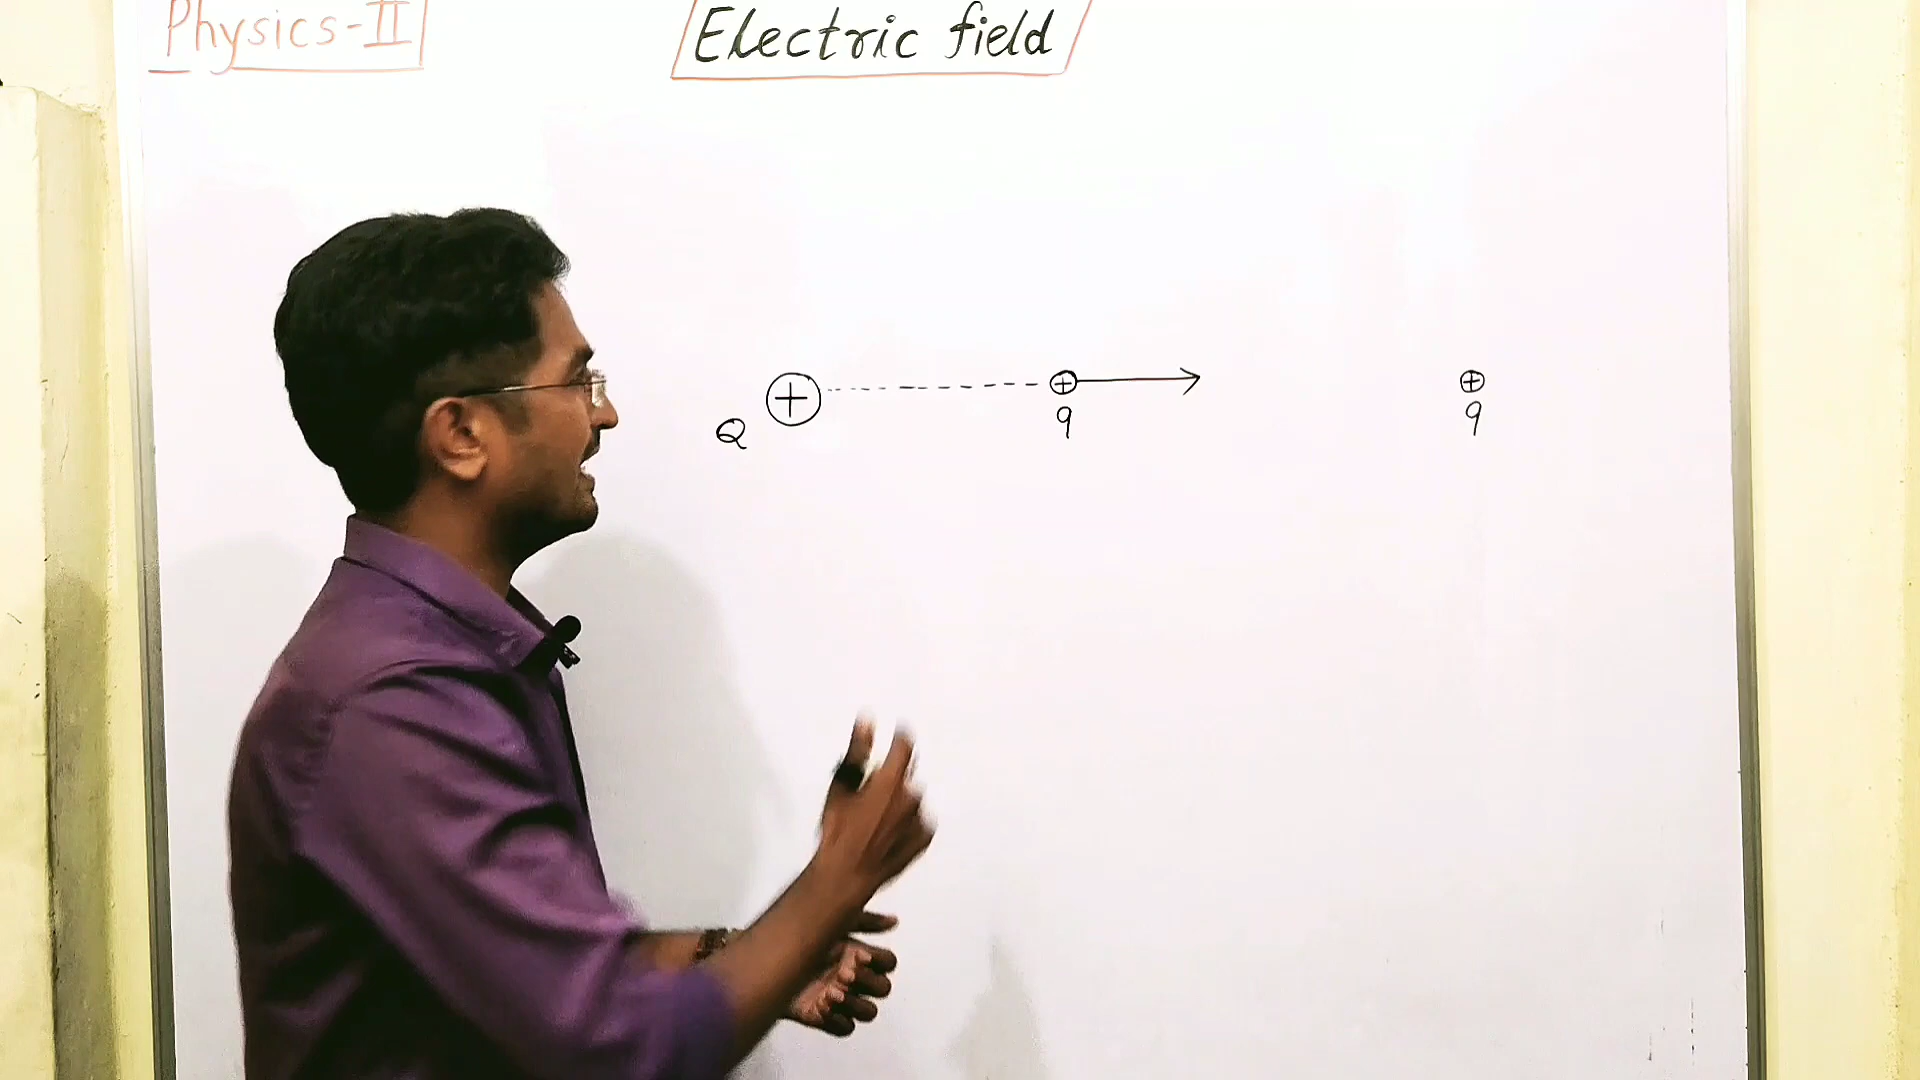 Physics-II
Electric field
+ + +
Q q q